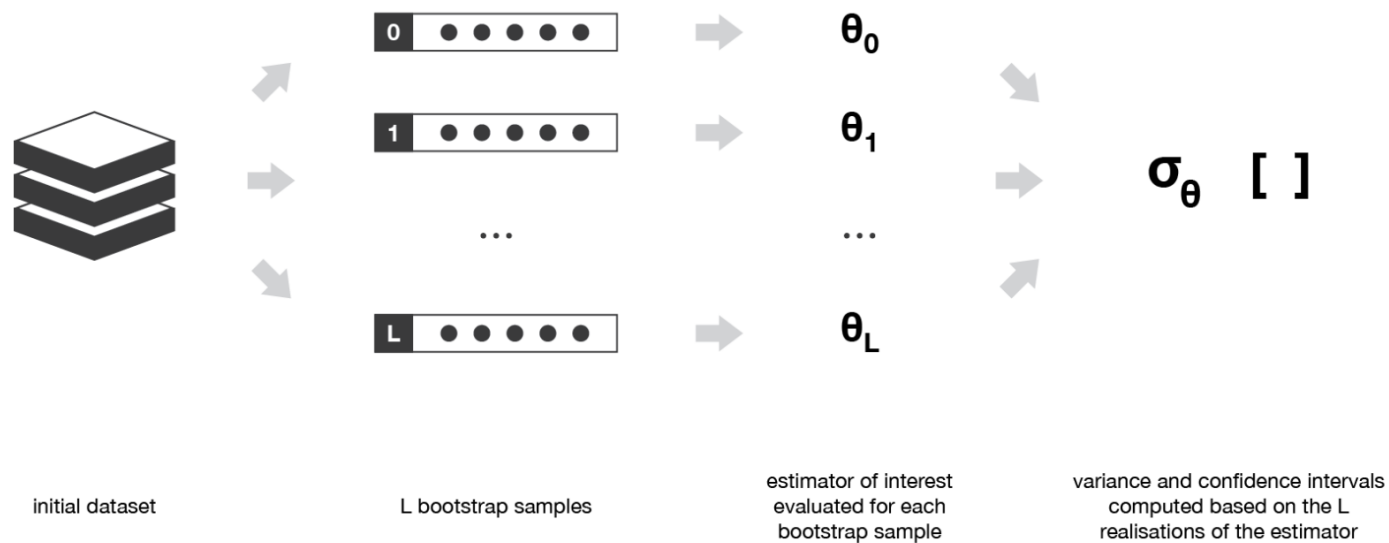 0
θ0
1
θ1
...
...
L
θL
σθ [ ]
initial dataset
L bootstrap samples
estimator of interest
evaluated for each
bootstrap sample
variance and confidence intervals
computed based on the L
realisations of the estimator